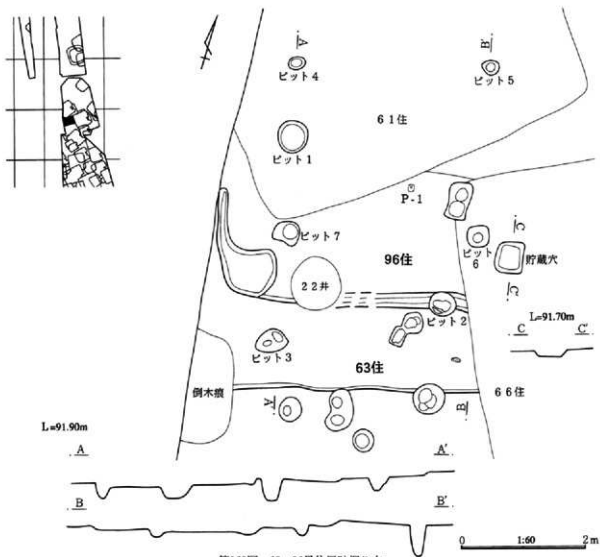 A'
B'
ピット4
ピット5
61住
ピット1
P-1
C'
ピット7
ピット6
貯蔵穴
96住
22井
C
ピット2
L=91.70m
C C'
ピット3
63住
倒木痕
66住
A
B
L=91.90m
A A'
B B'
0 1:60 2m